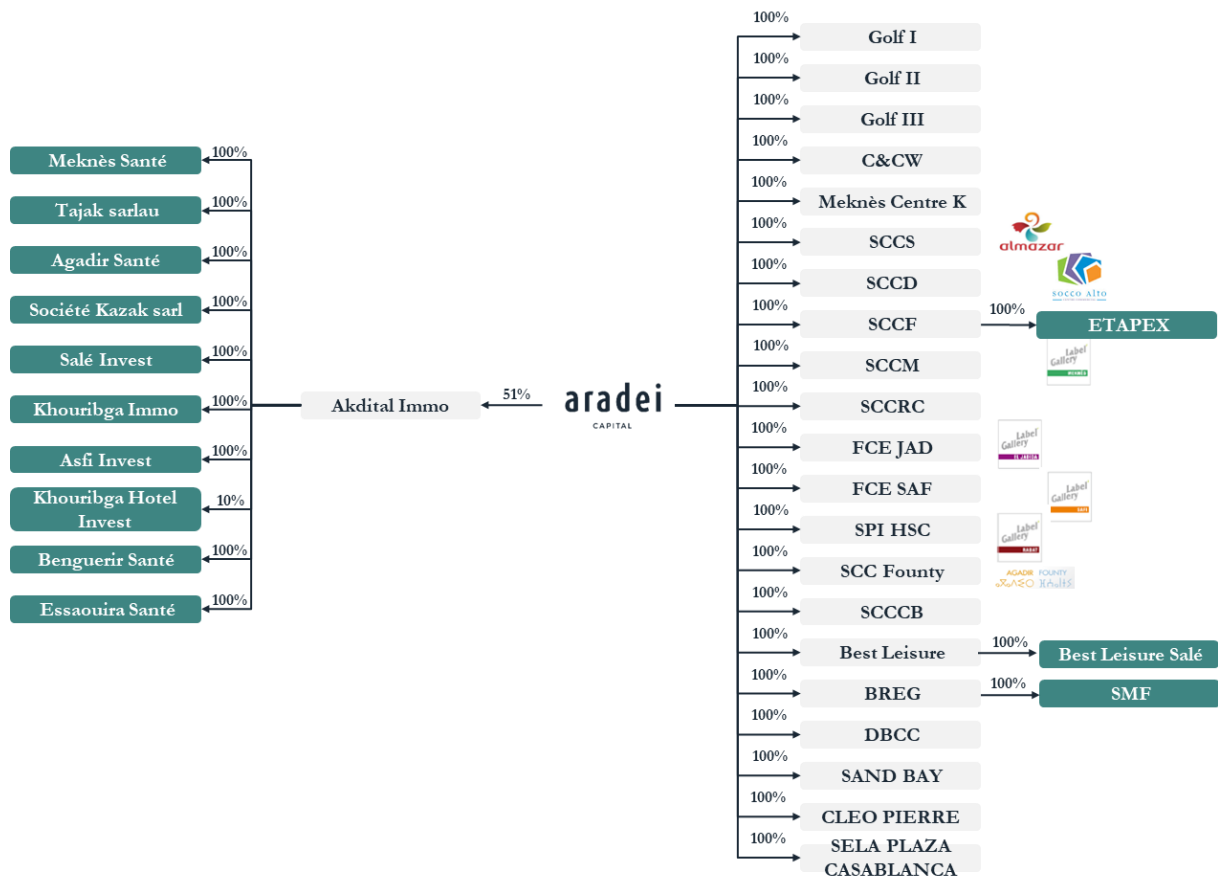 100%
Golf I
100%
Golf II
100%
Golf III
100%
C&CW
100%
Meknès Centre K
100%
SCCS
almazar
100%
SCCD
SOCCO ALTO
100%
SCCF
100%
ETAPEX
100%
SCCM
Label Gallery
MEKNÈS
100%
SCCRC
100%
FCE JAD
Label Gallery
EL JADIDA
100%
FCE SAF
Label Gallery
SAFI
100%
SPI HSC
Label Gallery
RABAT
100%
SCC Founty
AGADIR FOUNTY
100%
SCCCB
100%
Best Leisure
100%
Best Leisure Salé
100%
BREG
100%
SMF
100%
DBCC
100%
SAND BAY
100%
CLEO PIERRE
100%
SELA PLAZA
CASABLANCA
aradei
CAPITAL
51%
Akdital Immo
Meknès Santé
100%
Tajak sarlau
100%
Agadir Santé
100%
Société Kazak sarl
100%
Salé Invest
100%
Khouribga Immo
100%
Asfi Invest
100%
Khouribga Hotel
Invest
10%
Benguerir Santé
100%
Essaouira Santé
100%